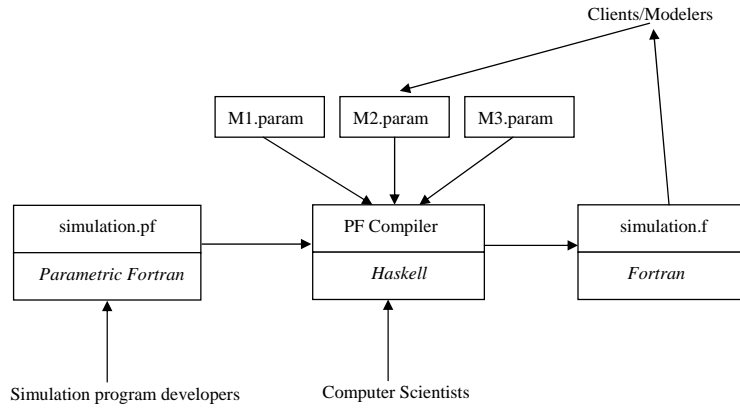 Clients/Modelers
M1.param
M2.param
M3.param
simulation.pf
PF Compiler
simulation.f
Parametric Fortran
Haskell
Fortran
Simulation program developers
Computer Scientists